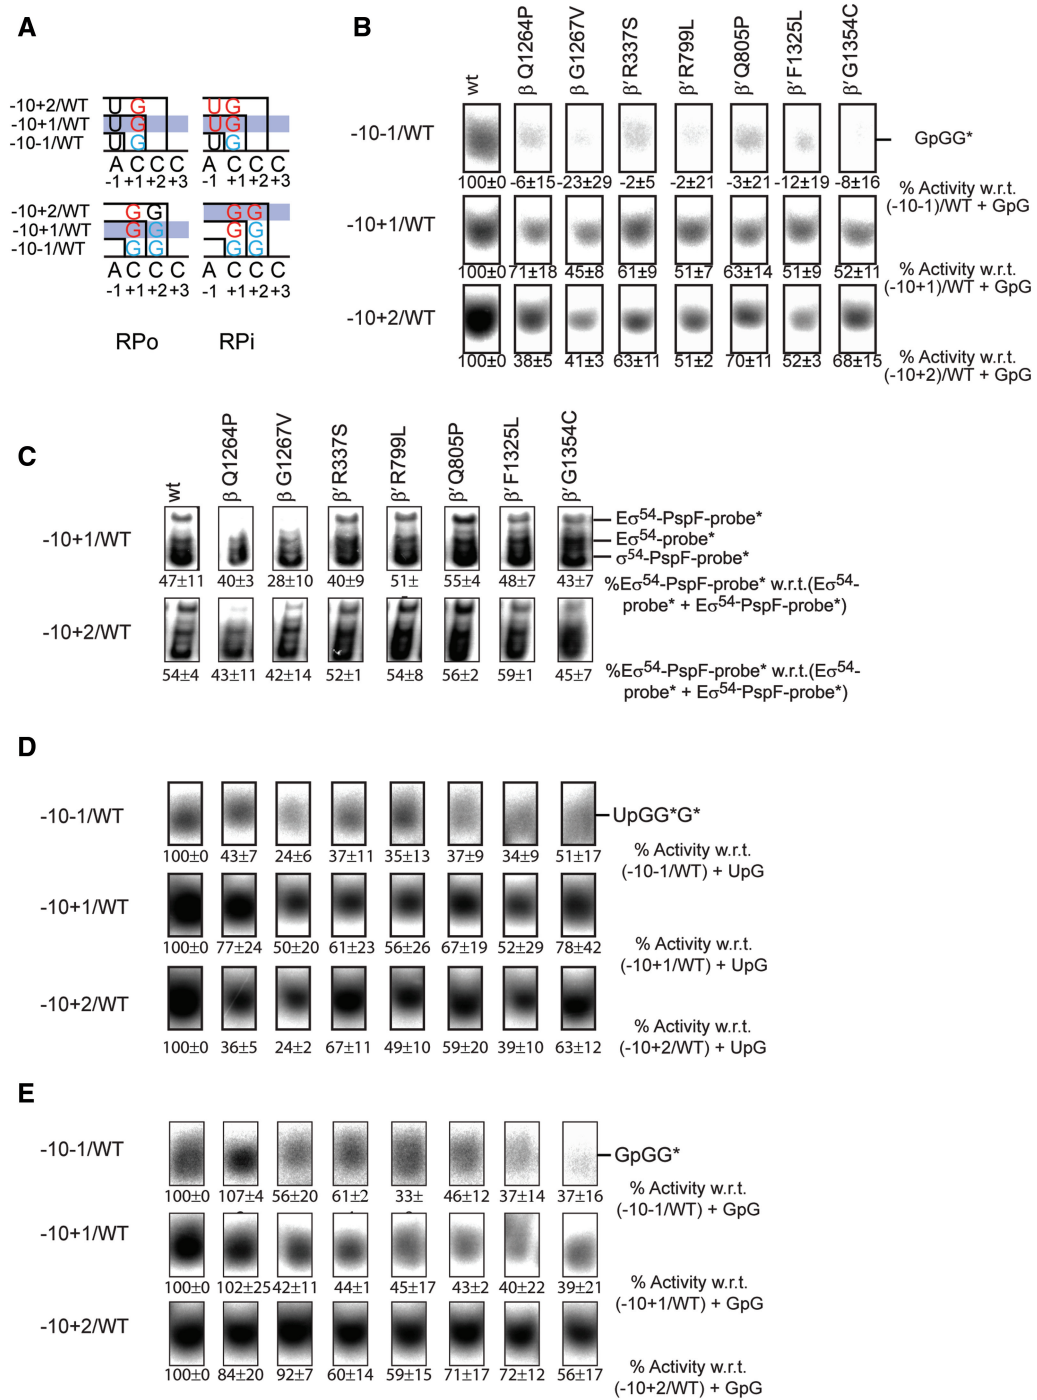 A
-10+2/WT U G U G
-10+1/WT U G U G
-10-1/WT U G U G
A C C C A C C C
-1 +1 +2 +3 -1 +1 +2 +3
-10+2/WT G G G G
-10+1/WT G G G G
-10-1/WT G G G G
A C C C A C C C
-1 +1 +2 +3 -1 +1 +2 +3
RPo RPi
B
wt β Q1264P β G1267V β′ R337S β′ R799L β′ Q805P β′ F1325L β′ G1354C
-10-1/WT GpGG*
100±0 -6±15 -23±29 -2±5 -2±21 -3±21 -12±19 -8±16 % Activity w.r.t.
(-10-1)/WT + GpG
-10+1/WT
100±0 71±18 45±8 61±9 51±7 63±14 51±9 52±11 % Activity w.r.t.
(-10+1)/WT + GpG
-10+2/WT
100±0 38±5 41±3 63±11 51±2 70±11 52±3 68±15 % Activity w.r.t.
(-10+2)/WT + GpG
C
wt β Q1264P β G1267V β′ R337S β′ R799L β′ Q805P β′ F1325L β′ G1354C
Eσ54-PspF-probe*
-10+1/WT Eσ54-probe*
σ54-PspF-probe*
47±11 40±3 28±10 40±9 51± 55±4 48±7 43±7 %Eσ54-PspF-probe* w.r.t.(Eσ54-
probe* + Eσ54-PspF-probe*)
-10+2/WT
54±4 43±11 42±14 52±1 54±8 56±2 59±1 45±7 %Eσ54-PspF-probe* w.r.t.(Eσ54-
probe* + Eσ54-PspF-probe*)
D
-10-1/WT UpGG*G*
100±0 43±7 24±6 37±11 35±13 37±9 34±9 51±17 % Activity w.r.t.
(-10-1/WT) + UpG
-10+1/WT
100±0 77±24 50±20 61±23 56±26 67±19 52±29 78±42 % Activity w.r.t.
(-10+1/WT) + UpG
-10+2/WT
100±0 36±5 24±2 67±11 49±10 59±20 39±10 63±12 % Activity w.r.t.
(-10+2/WT) + UpG
E
-10-1/WT GpGG*
100±0 107±4 56±20 61±2 33± 46±12 37±14 37±16 % Activity w.r.t.
(-10-1/WT) + GpG
-10+1/WT
100±0 102±25 42±11 44±1 45±17 43±2 40±22 39±21 % Activity w.r.t.
(-10+1/WT) + GpG
-10+2/WT
100±0 84±20 92±7 60±14 59±15 71±17 72±12 56±17 % Activity w.r.t.
(-10+2/WT) + GpG